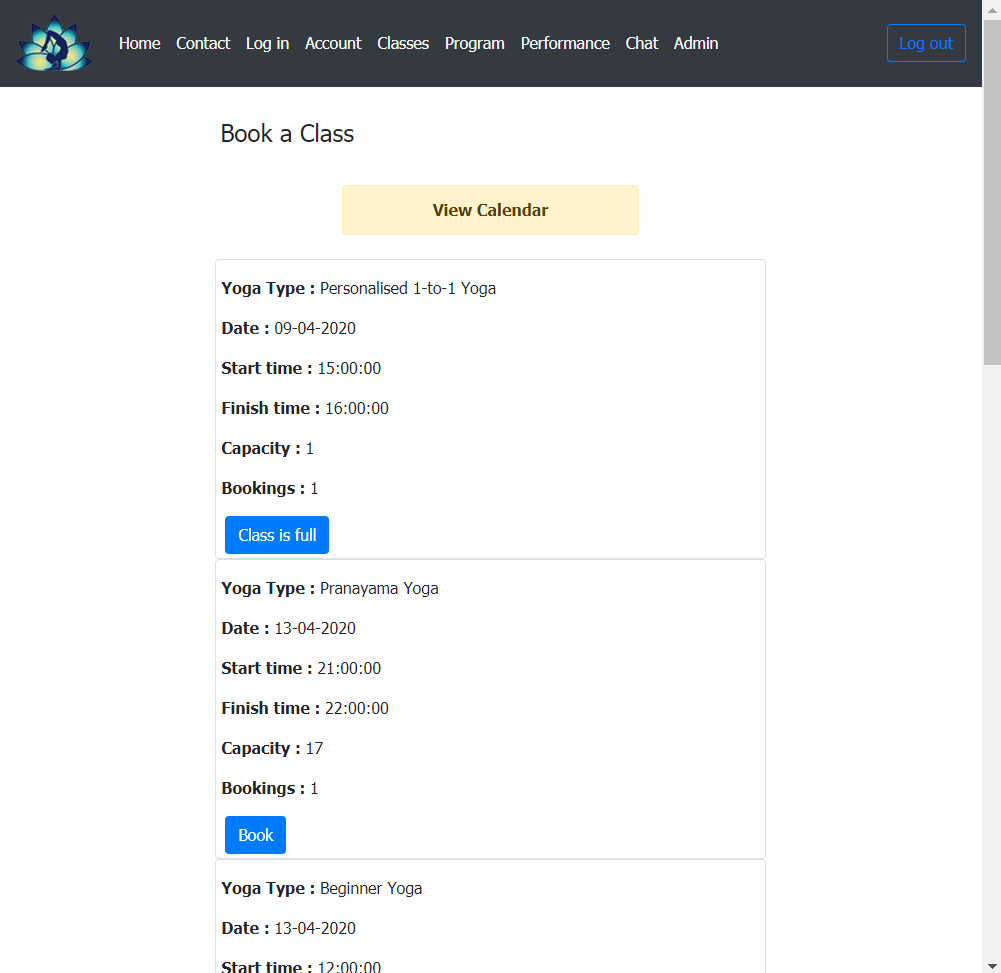 Home Contact Log in Account Classes Program Performance Chat Admin Log out
Book a Class
View Calendar
Yoga Type : Personalised 1-to-1 Yoga
Date : 09-04-2020
Start time : 15:00:00
Finish time : 16:00:00
Capacity : 1
Bookings : 1
Class is full
Yoga Type : Pranayama Yoga
Date : 13-04-2020
Start time : 21:00:00
Finish time : 22:00:00
Capacity : 17
Bookings : 1
Book
Yoga Type : Beginner Yoga
Date : 13-04-2020
Start time : 12:00:00